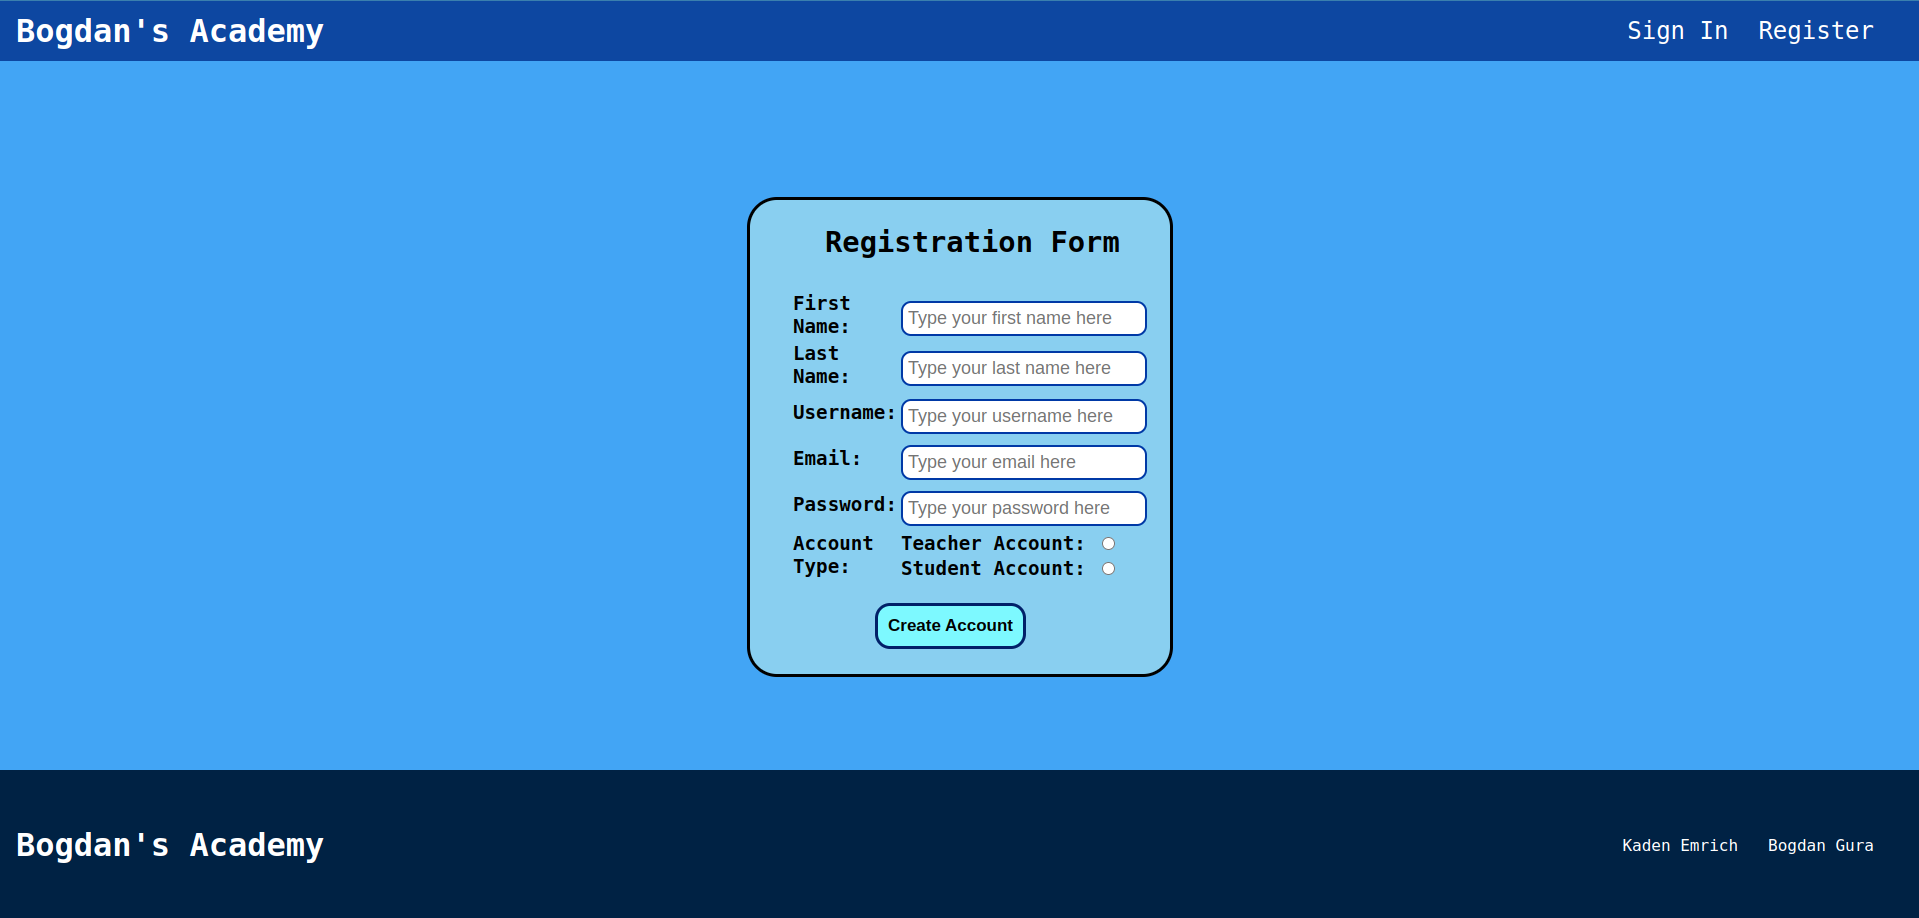 Bogdan's Academy
Sign In Register
Registration Form
First
Name:
Type your first name here
Last
Name:
Type your last name here
Username:
Type your username here
Email:
Type your email here
Password:
Type your password here
Account
Type:
Teacher Account:
Student Account:
Create Account
Bogdan's Academy
Kaden Emrich Bogdan Gura